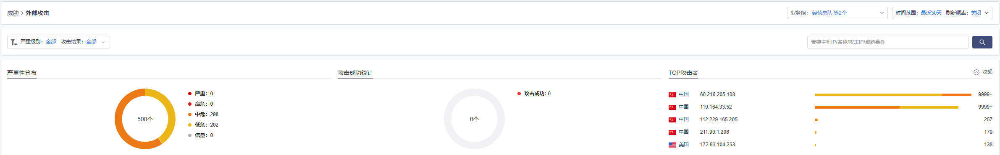 威胁 > 外部攻击
业务组: 经侦总队 等2个
时间范围: 最近30天 刷新频率: 关闭
严重级别: 全部 攻击结果: 全部
告警主机IP/名称/攻击IP/威胁事件
严重性分布
500个
严重: 0
高危: 0
中危: 298
低危: 202
信息: 0
攻击成功统计
0个
攻击成功: 0
TOP攻击者
收起
中国 60.216.205.108 9999+
中国 119.164.33.52 9999+
中国 112.229.165.205 257
中国 211.90.1.206 179
美国 172.93.104.253 138